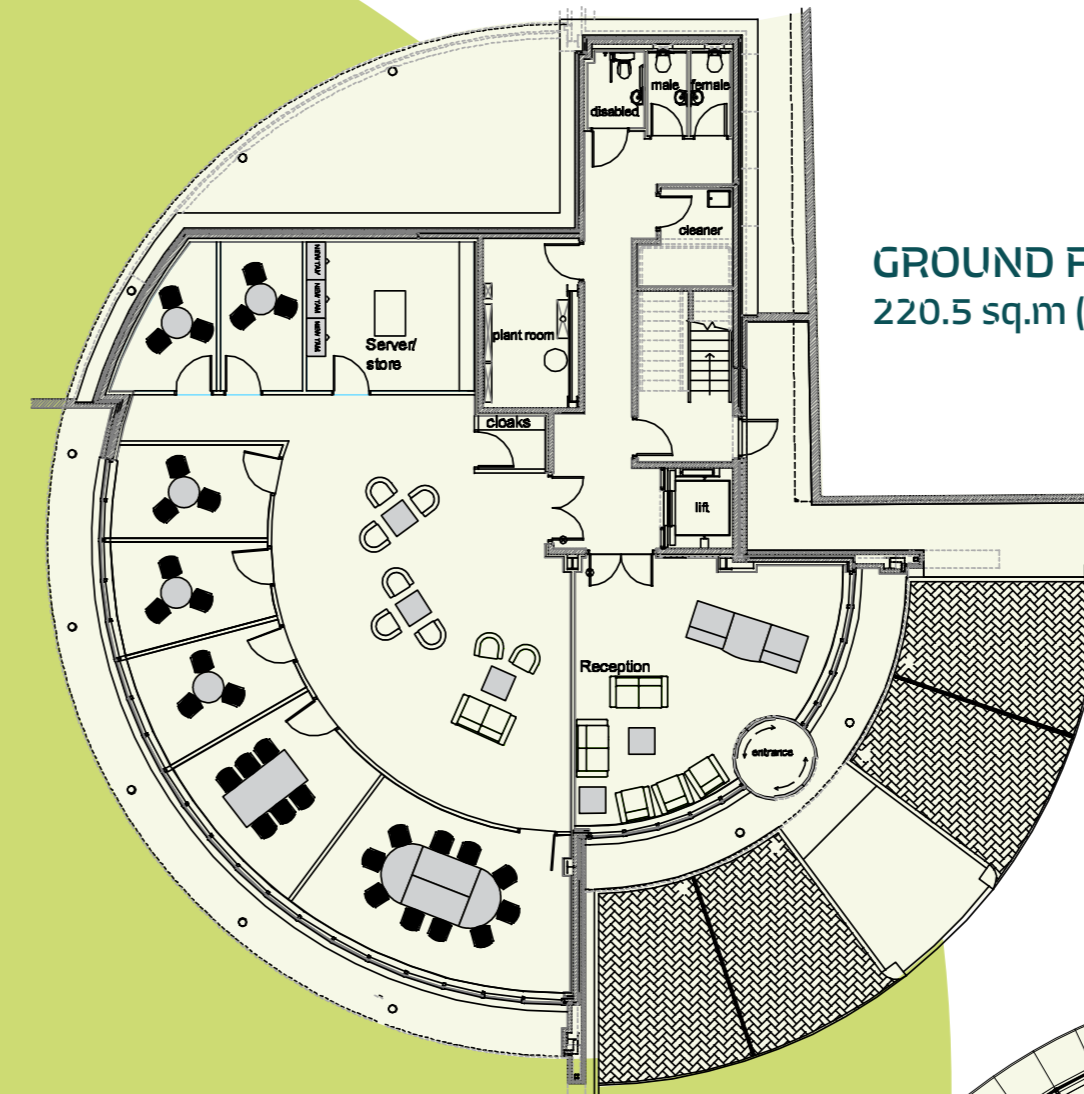 male
female
disabled
cleaner
GROUND F
220.5 sq.m (
plant room
Server/
store
cloaks
lift
Reception
entrance